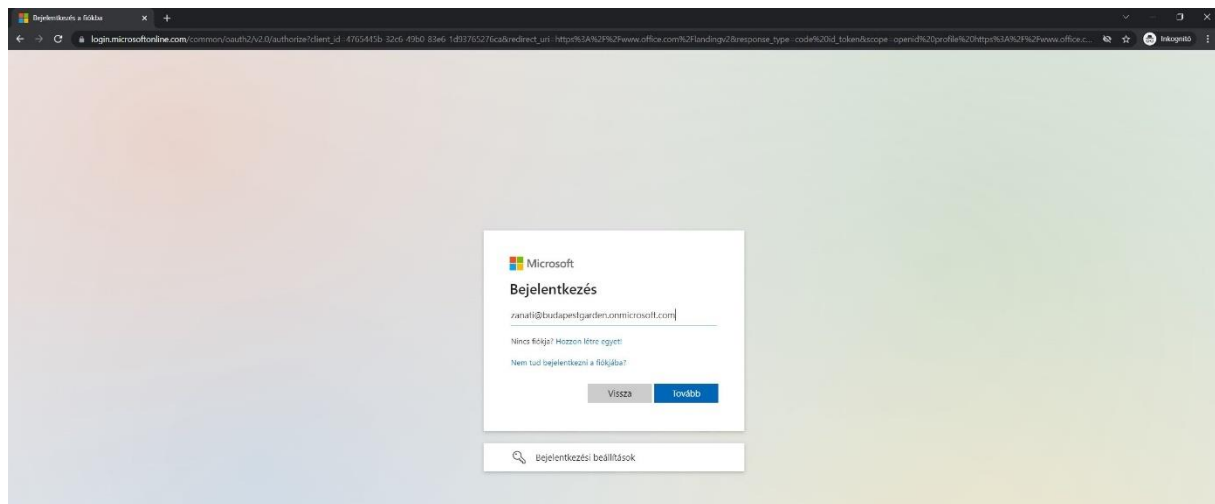 Bejelentkezés a fiókba
login.microsoftonline.com/common/oauth2/v2.0/authorize?client_id=4765445b-32c6-49b0-83e6-1d93765276ca&redirect_uri=https%3A%2F%2Fwww.office.com%2Flandingv2&response_type=code%20id_token&scope=openid%20profile%20https%3A%2F%2Fwww.office.c...
Inkognitó
Microsoft
Bejelentkezés
zanati@budapestgarden.onmicrosoft.com
Nincs fiókja? Hozzon létre egyet!
Nem tud bejelentkezni a fiókjába?
Vissza
Tovább
Bejelentkezési beállítások